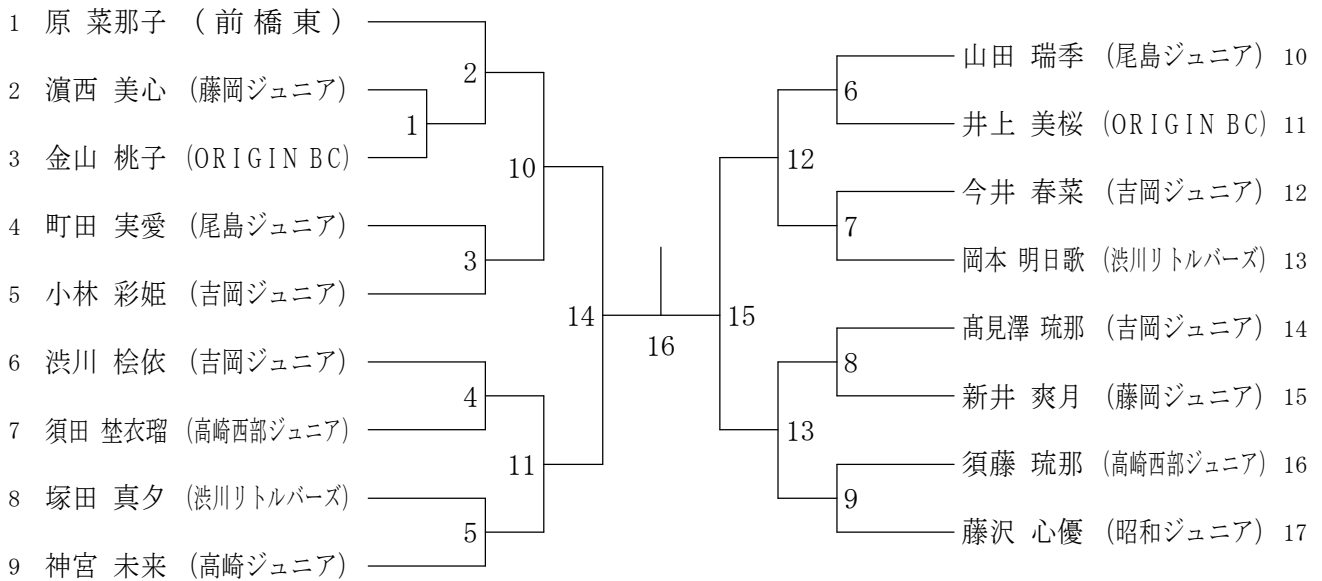 1 原 菜那子 (前橋東)
2 濵西 美心 (藤岡ジュニア)
3 金山 桃子 (ORIGIN BC)
4 町田 実愛 (尾島ジュニア)
5 小林 彩姫 (吉岡ジュニア)
6 渋川 桧依 (吉岡ジュニア)
7 須田 埜衣瑠 (高崎西部ジュニア)
8 塚田 真夕 (渋川リトルバーズ)
9 神宮 未来 (高崎ジュニア)
2
1
10
3
14
4
11
5
16
15
12
6
7
13
8
9
山田 瑞季 (尾島ジュニア) 10
井上 美桜 (ORIGIN BC) 11
今井 春菜 (吉岡ジュニア) 12
岡本 明日歌 (渋川リトルバーズ) 13
髙見澤 琉那 (吉岡ジュニア) 14
新井 爽月 (藤岡ジュニア) 15
須藤 琉那 (高崎西部ジュニア) 16
藤沢 心優 (昭和ジュニア) 17